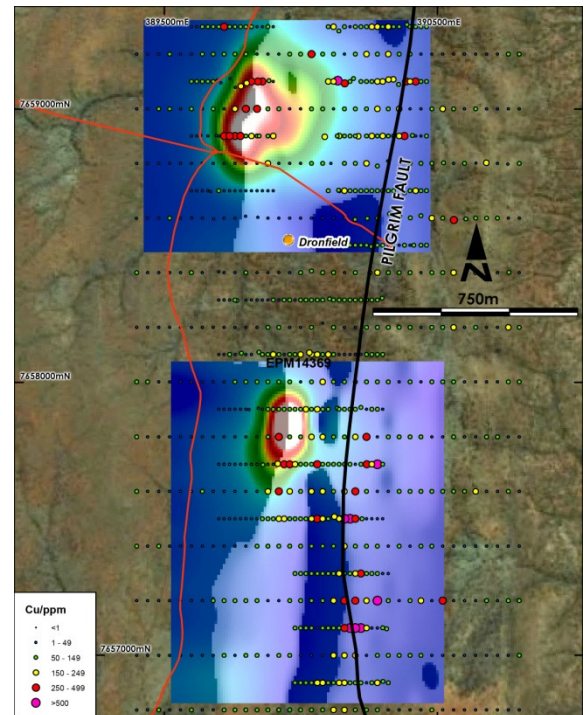 389500mE
390500mE
7659000mN
PILGRIM FAULT
Dronfield
N
750m
7658000mN
EPM14369
7657000mN
Cu/ppm
<1
1 - 49
50 - 149
150 - 249
250 - 499
>500